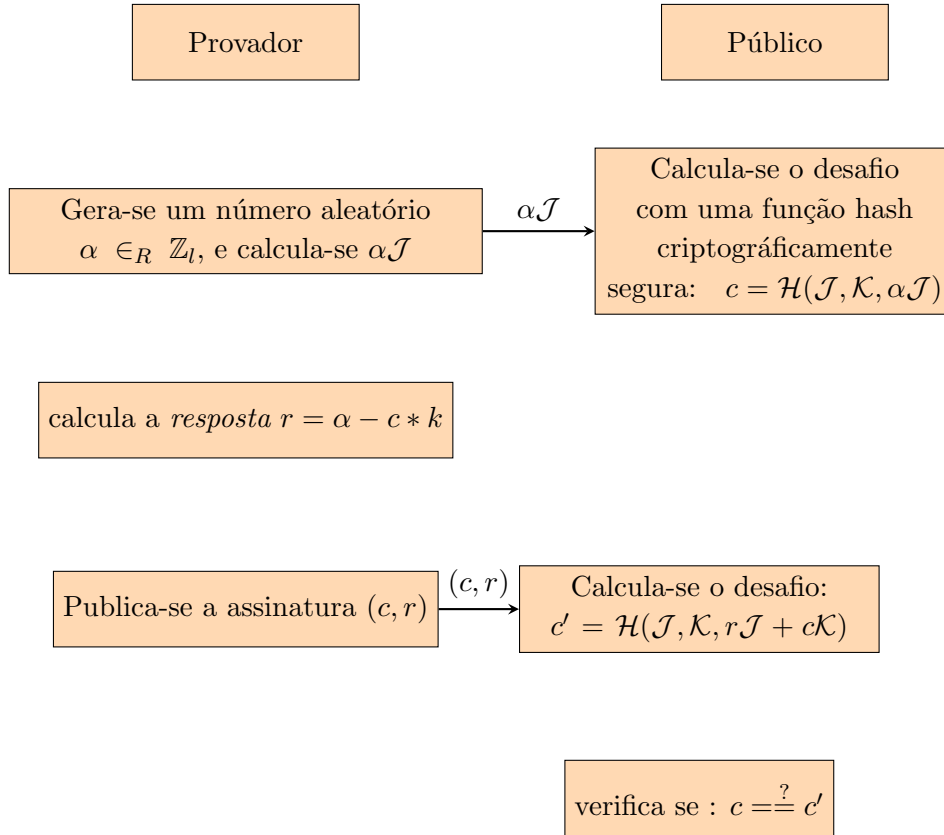 Provador
Público
Gera-se um número aleatório
α ∈_R ℤ_l, e calcula-se α𝒥
α𝒥
Calcula-se o desafio
com uma função hash
criptográficamente
segura: c = ℋ(𝒥, 𝒦, α𝒥)
calcula a resposta r = α − c ∗ k
Publica-se a assinatura (c, r)
(c, r)
Calcula-se o desafio:
c′ = ℋ(𝒥, 𝒦, r𝒥 + c𝒦)
verifica se : c =≟ c′